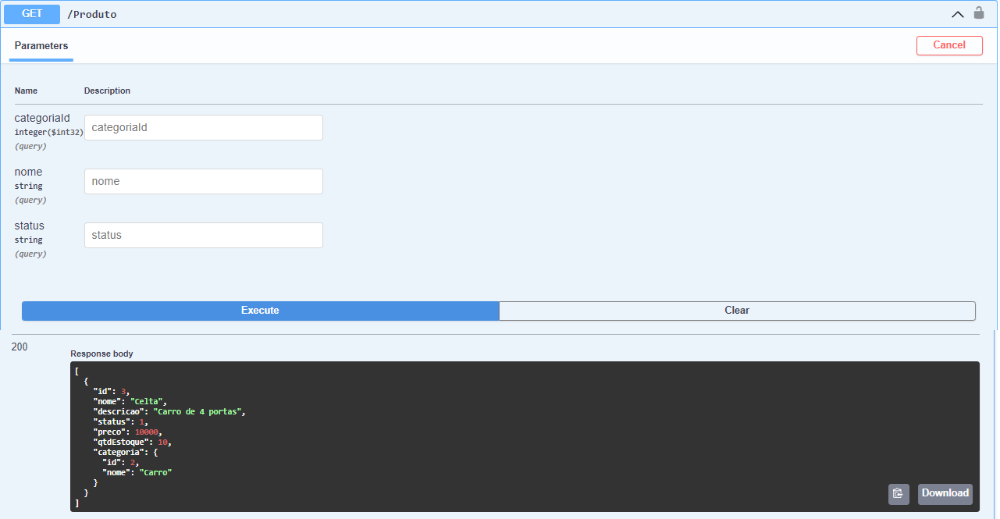 GET /Produto
Parameters
Cancel
Name Description
categoriaId
integer($int32)
(query)
categoriaId
nome
string
(query)
nome
status
string
(query)
status
Execute Clear
200
Response body
[
  {
    "id": 3,
    "nome": "Celta",
    "descricao": "Carro de 4 portas",
    "status": 1,
    "preco": 10000,
    "qtdEstoque": 10,
    "categoria": {
      "id": 2,
      "nome": "Carro"
    }
  }
]
Download